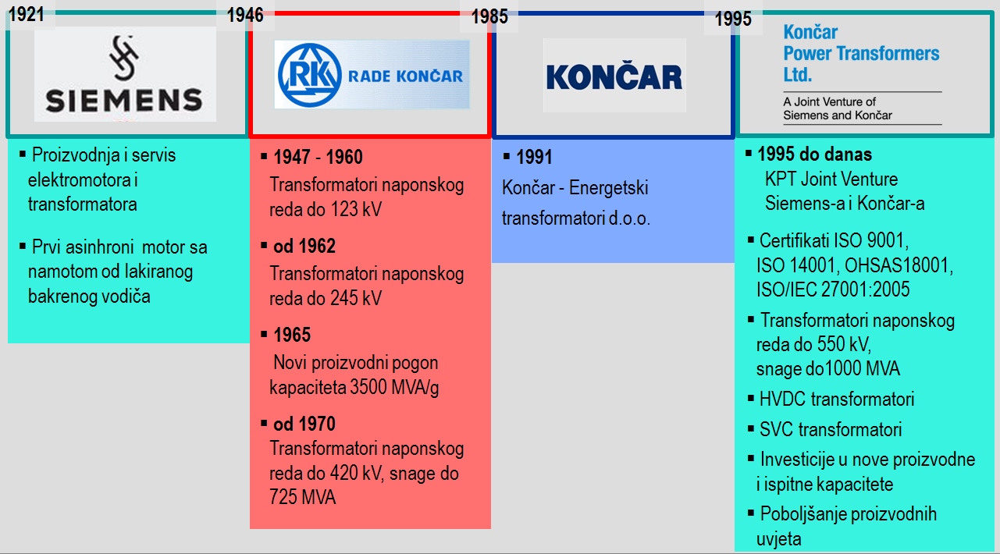 1921
1946
1985
1995
SIEMENS
RK RADE KONČAR
KONČAR
Končar
Power Transformers
Ltd.
A Joint Venture of
Siemens and Končar
▪ Proizvodnja i servis
elektromotora i
transformatora
▪ Prvi asinhroni motor sa
namotom od lakiranog
bakrenog vodiča
▪ 1947 - 1960
Transformatori naponskog
reda do 123 kV
▪ od 1962
Transformatori naponskog
reda do 245 kV
▪ 1965
Novi proizvodni pogon
kapaciteta 3500 MVA/g
▪ od 1970
Transformatori naponskog
reda do 420 kV, snage do
725 MVA
▪ 1991
Končar - Energetski
transformatori d.o.o.
▪ 1995 do danas
KPT Joint Venture
Siemens-a i Končar-a
▪ Certifikati ISO 9001,
ISO 14001, OHSAS18001,
ISO/IEC 27001:2005
▪ Transformatori naponskog
reda do 550 kV,
snage do1000 MVA
▪ HVDC transformatori
▪ SVC transformatori
▪ Investicije u nove proizvodne
i ispitne kapacitete
▪ Poboljšanje proizvodnih
uvjeta